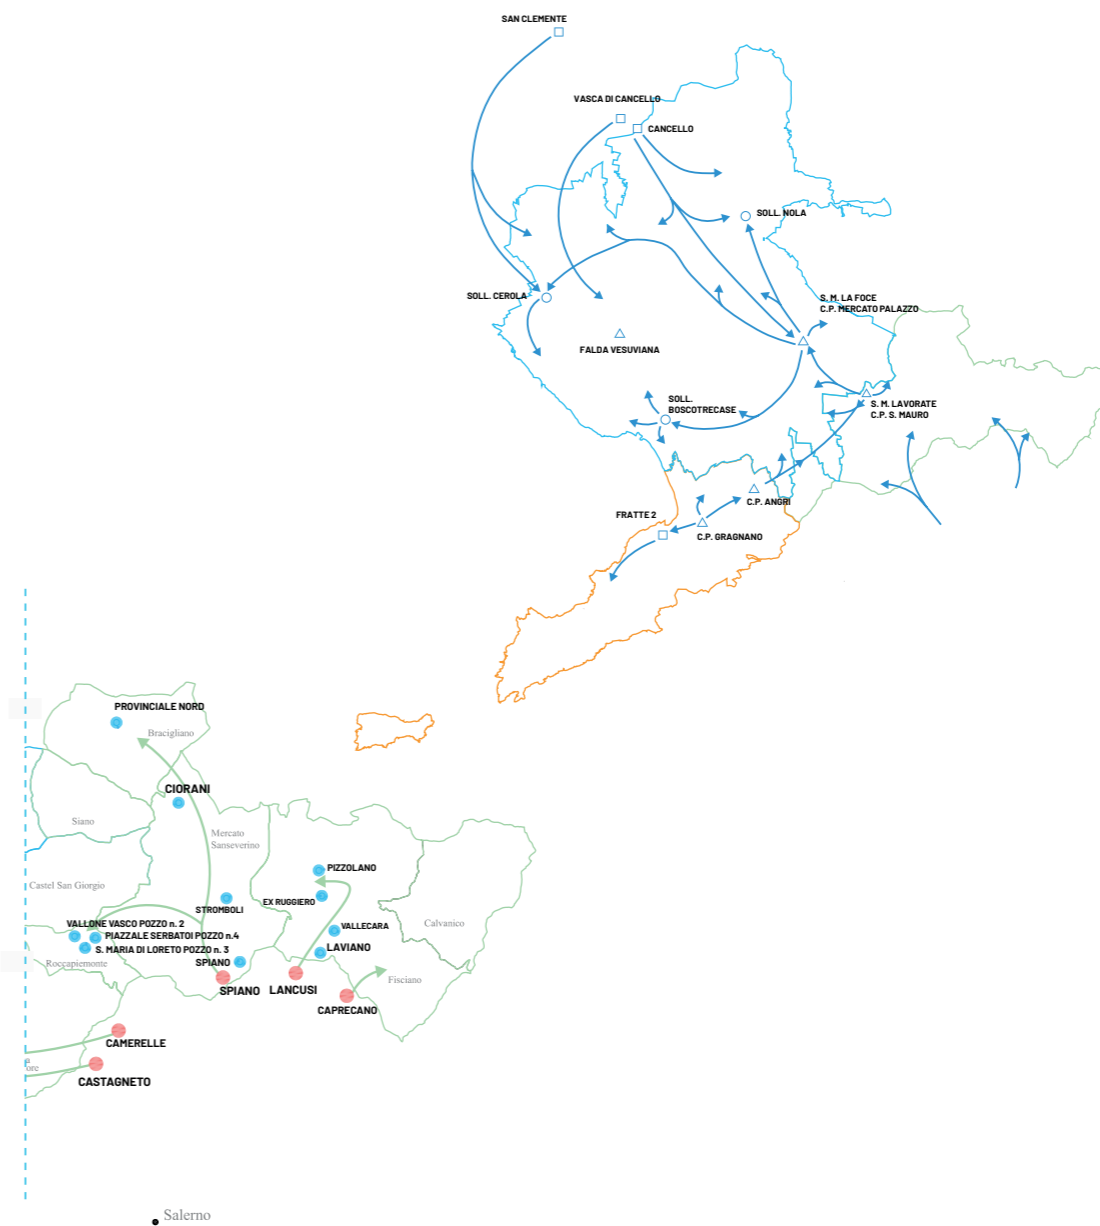 SAN CLEMENTE
VASCA DI CANCELLO
CANCELLO
SOLL. NOLA
SOLL. CEROLA
S. M. LA FOCE
C.P. MERCATO PALAZZO
FALDA VESUVIANA
SOLL.
BOSCOTRECASE
S. M. LAVORATE
C.P. S. MAURO
C.P. ANGRI
FRATTE 2
C.P. GRAGNANO
PROVINCIALE NORD
Bracigliano
CIORANI
Siano
Mercato
Sanseverino
PIZZOLANO
Castel San Giorgio
EX RUGGIERO
STROMBOLI
VALLONE VASCO POZZO n. 2
Calvanico
VALLECARA
PIAZZALE SERBATOI POZZO n.4
S. MARIA DI LORETO POZZO n. 3
LAVIANO
Roccapiemonte
SPIANO
Fisciano
SPIANO
LANCUSI
CAPRECANO
CAMERELLE
a
ore
CASTAGNETO
Salerno